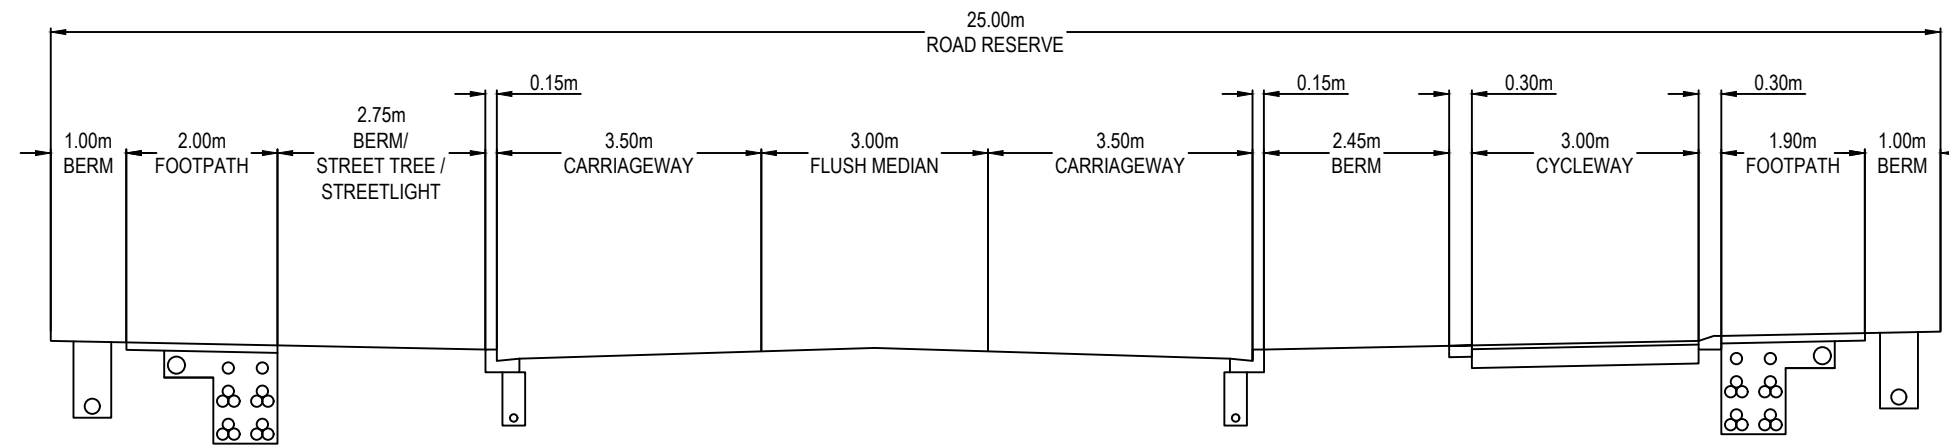 25.00m
ROAD RESERVE
0.15m
0.15m
0.30m
0.30m
1.00m
BERM
2.00m
FOOTPATH
2.75m
BERM/
STREET TREE /
STREETLIGHT
3.50m
CARRIAGEWAY
3.00m
FLUSH MEDIAN
3.50m
CARRIAGEWAY
2.45m
BERM
3.00m
CYCLEWAY
1.90m
FOOTPATH
1.00m
BERM